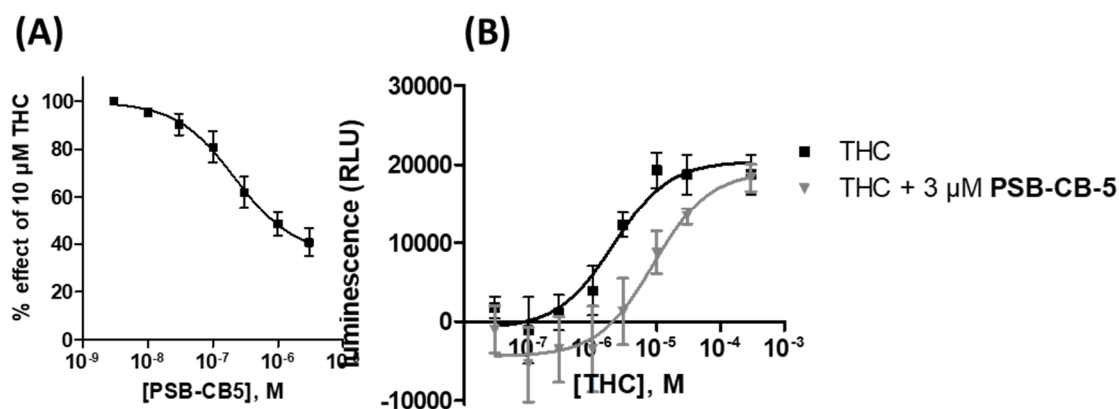 (A)
(B)
% effect of 10 µM THC
100
80
60
40
20
0
10-9
10-8
10-7
10-6
[PSB-CB5], M
luminescence (RLU)
30000
20000
10000
0
-10000
10-7
10-6
10-5
10-4
10-3
[THC], M
THC
THC + 3 µM PSB-CB-5